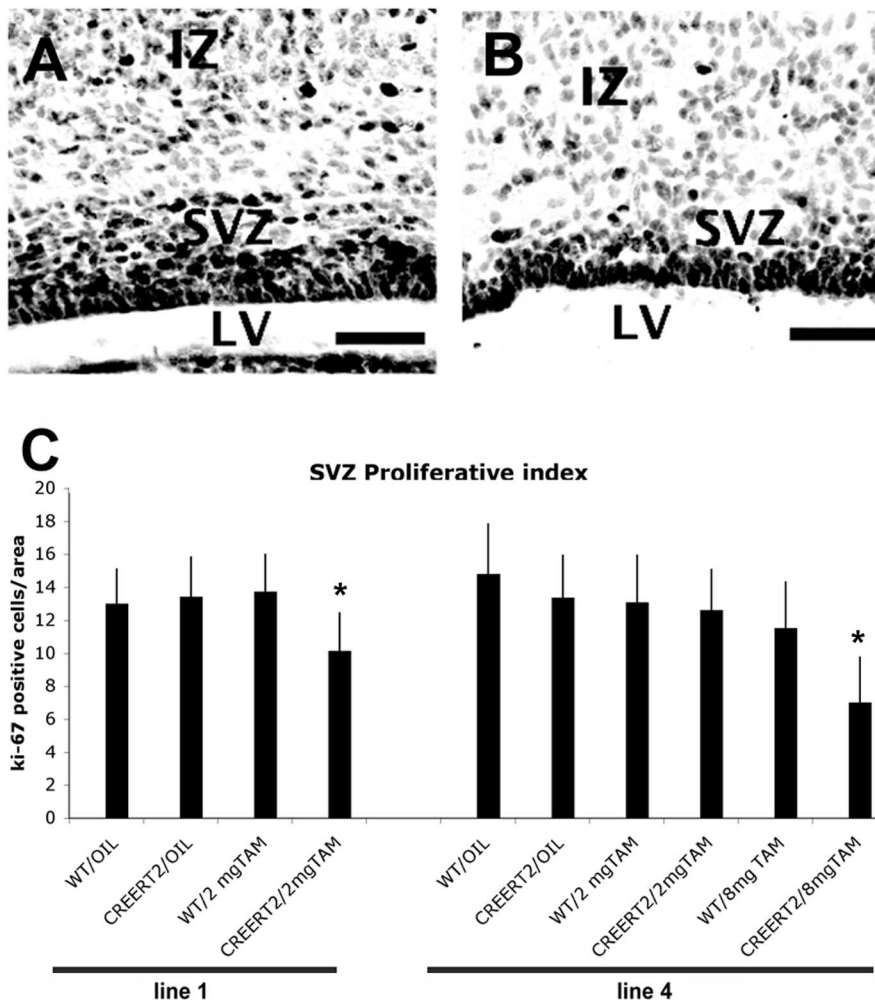 A
IZ
SVZ
LV
B
IZ
SVZ
LV
C
SVZ Proliferative index
ki-67 positive cells/area
20
18
16
14
12
10
8
6
4
2
0
*
*
WT/OIL
CREERT2/OIL
WT/2 mgTAM
CREERT2/2mgTAM
WT/OIL
CREERT2/OIL
WT/2 mgTAM
CREERT2/2mgTAM
WT/8mg TAM
CREERT2/8mgTAM
line 1
line 4